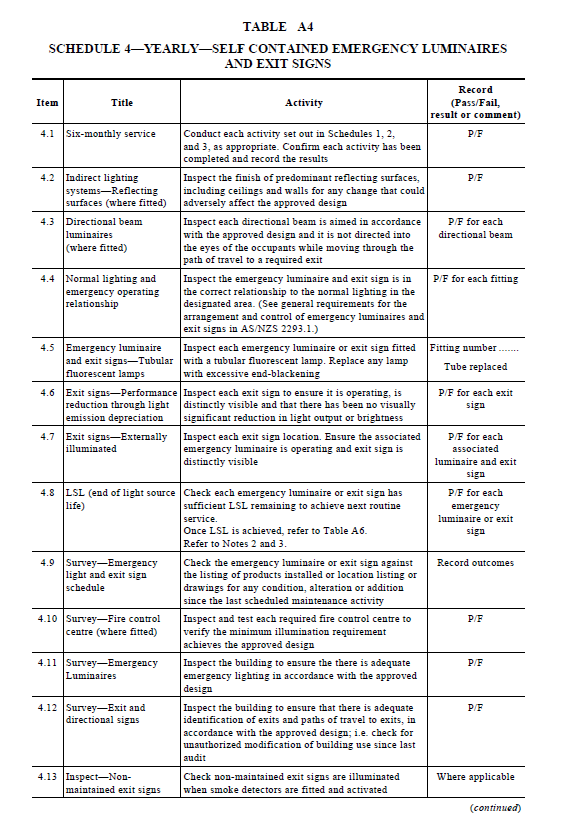 TABLE A4
SCHEDULE 4—YEARLY—SELF CONTAINED EMERGENCY LUMINAIRES
AND EXIT SIGNS
Item Title Activity Record
(Pass/Fail,
result or comment)
4.1 Six-monthly service Conduct each activity set out in Schedules 1, 2, P/F
and 3, as appropriate. Confirm each activity has been
completed and record the results
4.2 Indirect lighting Inspect the finish of predominant reflecting surfaces, P/F
systems—Reflecting including ceilings and walls for any change that could
surfaces (where fitted) adversely affect the approved design
4.3 Directional beam Inspect each directional beam is aimed in accordance P/F for each
luminaires with the approved design and it is not directed into directional beam
(where fitted) the eyes of the occupants while moving through the
path of travel to a required exit
4.4 Normal lighting and Inspect the emergency luminaire and exit sign is in P/F for each fitting
emergency operating the correct relationship to the normal lighting in the
relationship designated area. (See general requirements for the
arrangement and control of emergency luminaires and
exit signs in AS/NZS 2293.1.)
4.5 Emergency luminaire Inspect each emergency luminaire or exit sign fitted Fitting number .......
and exit signs—Tubular with a tubular fluorescent lamp. Replace any lamp Tube replaced
fluorescent lamps with excessive end-blackening
4.6 Exit signs—Performance Inspect each exit sign to ensure it is operating, is P/F for each exit
reduction through light distinctly visible and that there has been no visually sign
emission depreciation significant reduction in light output or brightness
4.7 Exit signs—Externally Inspect each exit sign location. Ensure the associated P/F for each
illuminated emergency luminaire is operating and exit sign is associated
distinctly visible luminaire and exit
sign
4.8 LSL (end of light source Check each emergency luminaire or exit sign has P/F for each
life) sufficient LSL remaining to achieve next routine emergency
service. luminaire or exit
Once LSL is achieved, refer to Table A6. sign
Refer to Notes 2 and 3.
4.9 Survey—Emergency Check the emergency luminaire or exit sign against Record outcomes
light and exit sign the listing of products installed or location listing or
schedule drawings for any condition, alteration or addition
since the last scheduled maintenance activity
4.10 Survey—Fire control Inspect and test each required fire control centre to P/F
centre (where fitted) verify the minimum illumination requirement
achieves the approved design
4.11 Survey—Emergency Inspect the building to ensure the there is adequate P/F
Luminaires emergency lighting in accordance with the approved
design
4.12 Survey—Exit and Inspect the building to ensure that there is adequate P/F
directional signs identification of exits and paths of travel to exits, in
accordance with the approved design; i.e. check for
unauthorized modification of building use since last
audit
4.13 Inspect—Non- Check non-maintained exit signs are illuminated Where applicable
maintained exit signs when smoke detectors are fitted and activated
(continued)